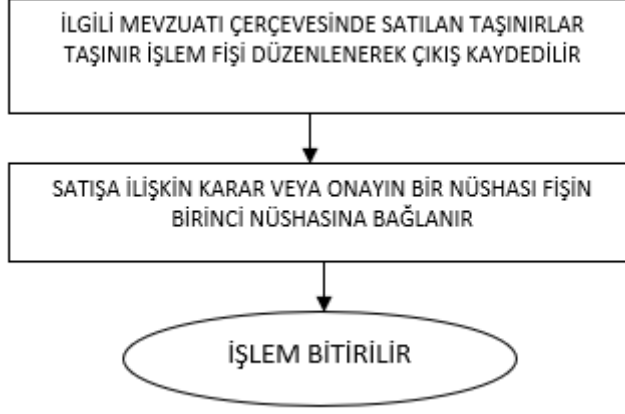 İLGİLİ MEVZUATI ÇERÇEVESİNDE SATILAN TAŞINIRLAR
TAŞINIR İŞLEM FİŞİ DÜZENLENEREK ÇIKIŞ KAYDEDİLİR
SATIŞA İLİŞKİN KARAR VEYA ONAYIN BİR NÜSHASI FİŞİN
BİRİNCİ NÜSHASINA BAĞLANIR
İŞLEM BİTİRİLİR